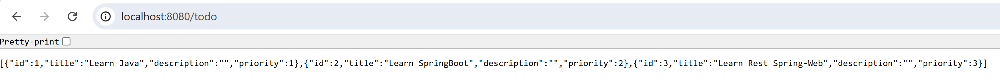 localhost:8080/todo
Pretty-print
[{"id":1,"title":"Learn Java","description":"","priority":1},{"id":2,"title":"Learn SpringBoot","description":"","priority":2},{"id":3,"title":"Learn Rest Spring-Web","description":"","priority":3}]